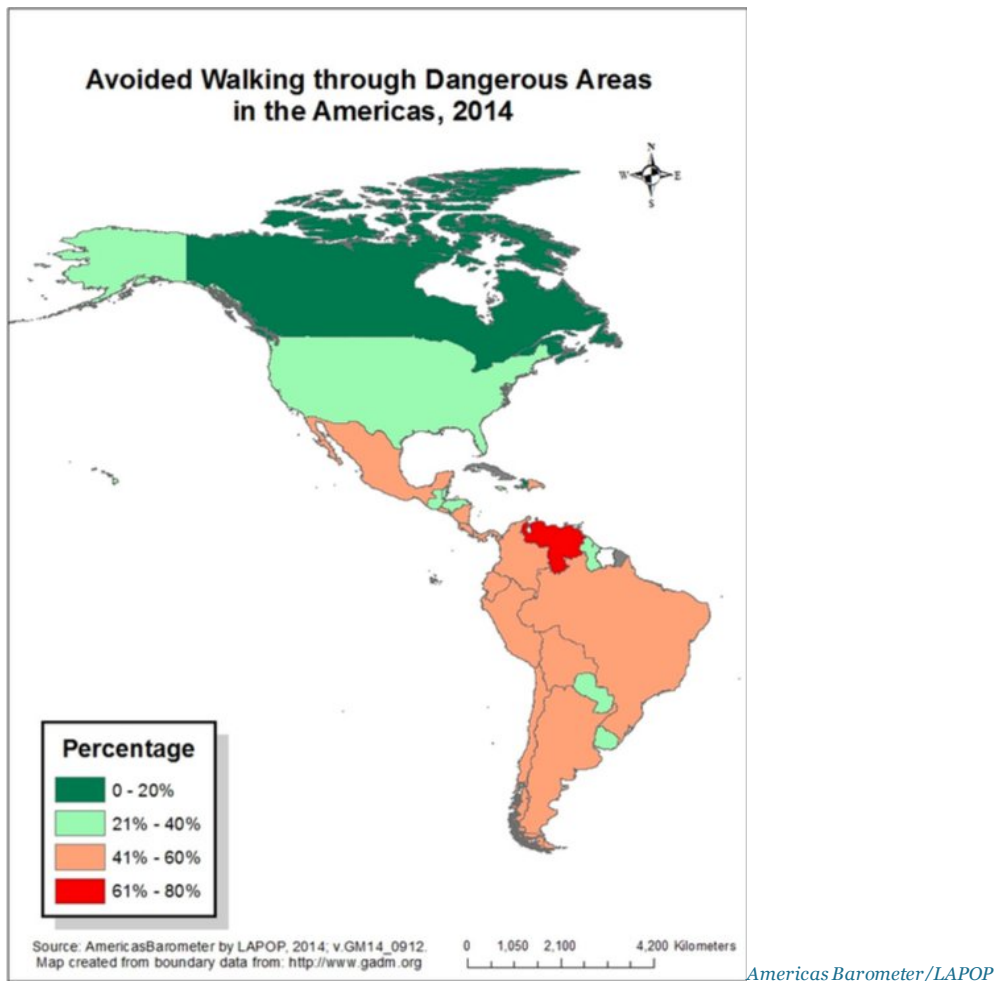 Avoided Walking through Dangerous Areas
in the Americas, 2014
N
W E
S
Percentage
0 - 20%
21% - 40%
41% - 60%
61% - 80%
Source: AmericasBarometer by LAPOP, 2014; v.GM14_0912.
Map created from boundary data from: http://www.gadm.org
0 1,050 2,100 4,200 Kilometers
Americas Barometer/LAPOP